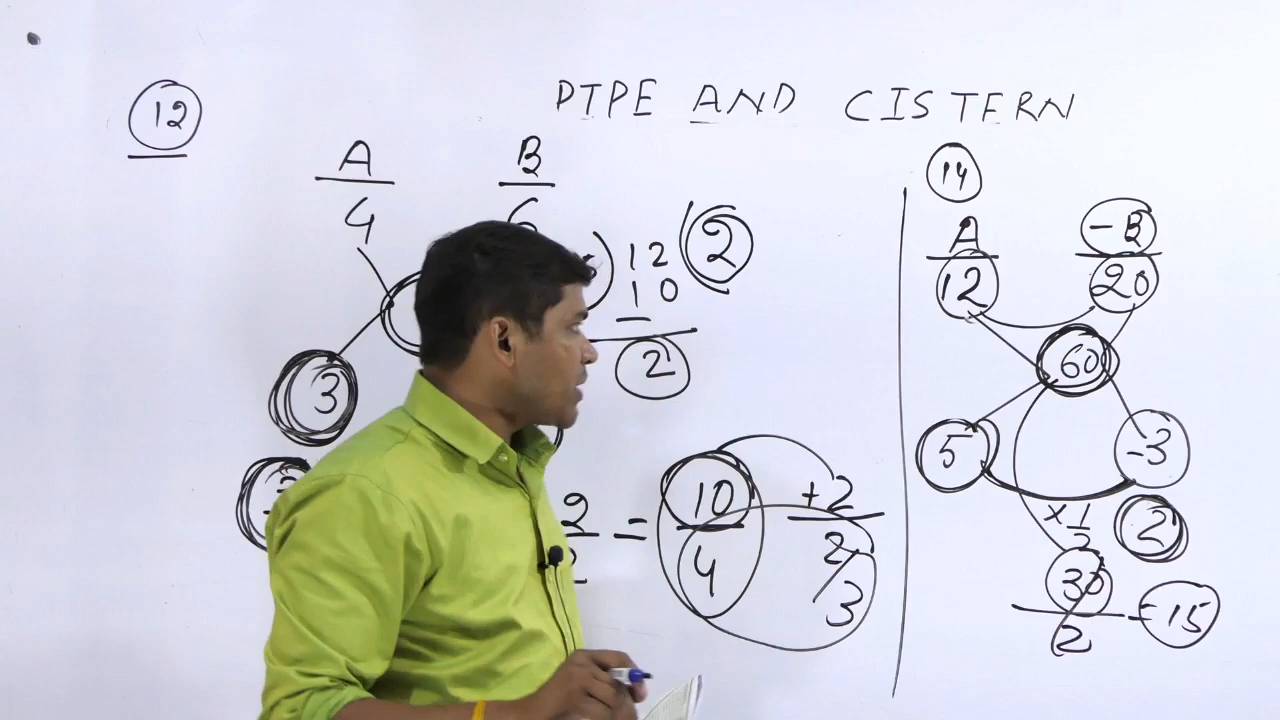 PIPE AND CISTERN
12
A B
4 6
12 2
10
2
3
2 = 10 +2
4 2/3
14
A -B
12 20
60
5 -3
× 1/2 2
30/2 = 15